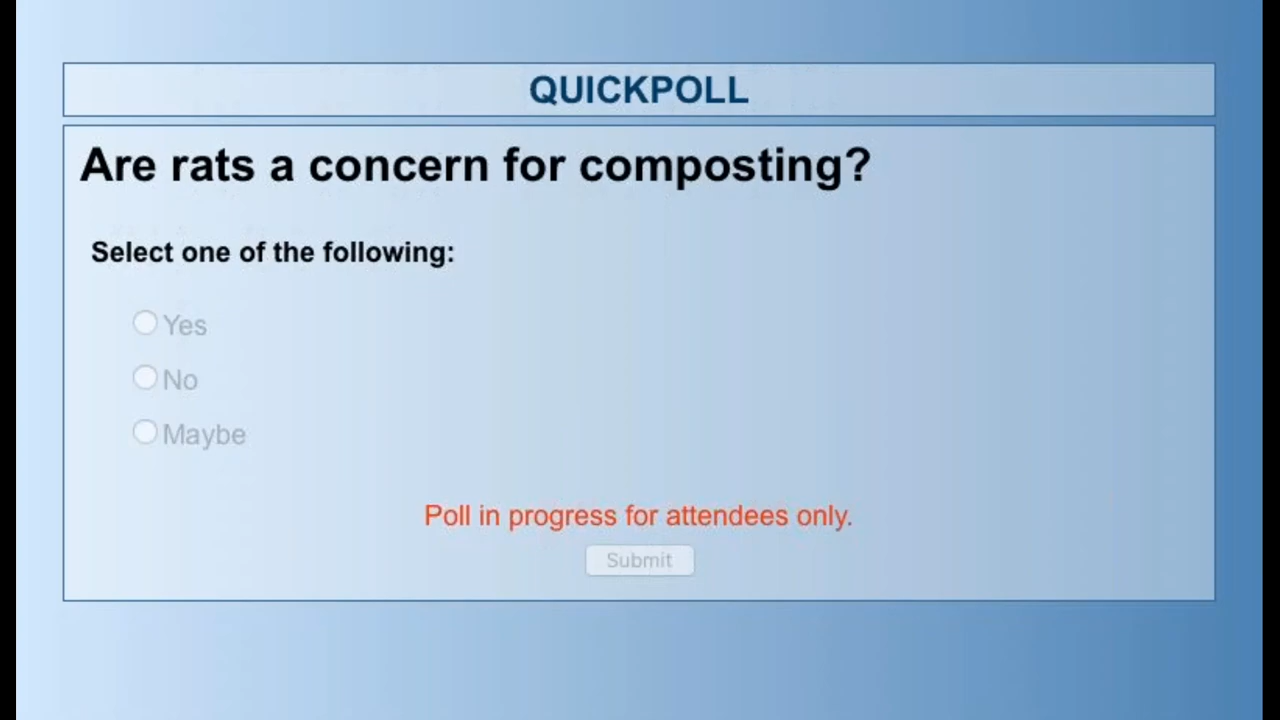 QUICKPOLL
Are rats a concern for composting?
Select one of the following:
Yes
No
Maybe
Poll in progress for attendees only.
Submit